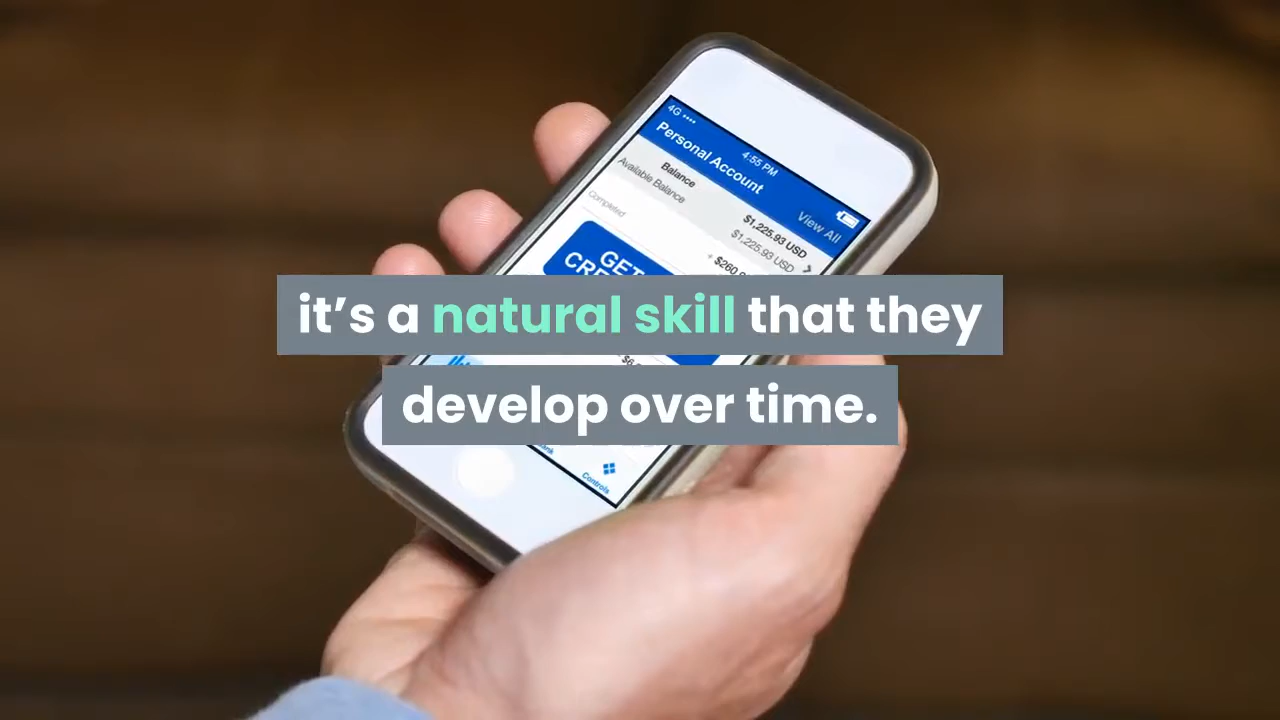 4G
4:55 PM
Personal Account
View All
Balance
$1,225.93 USD
Available Balance
$1,225.93 USD
Completed
GET
it’s a natural skill that they
develop over time.
Controls